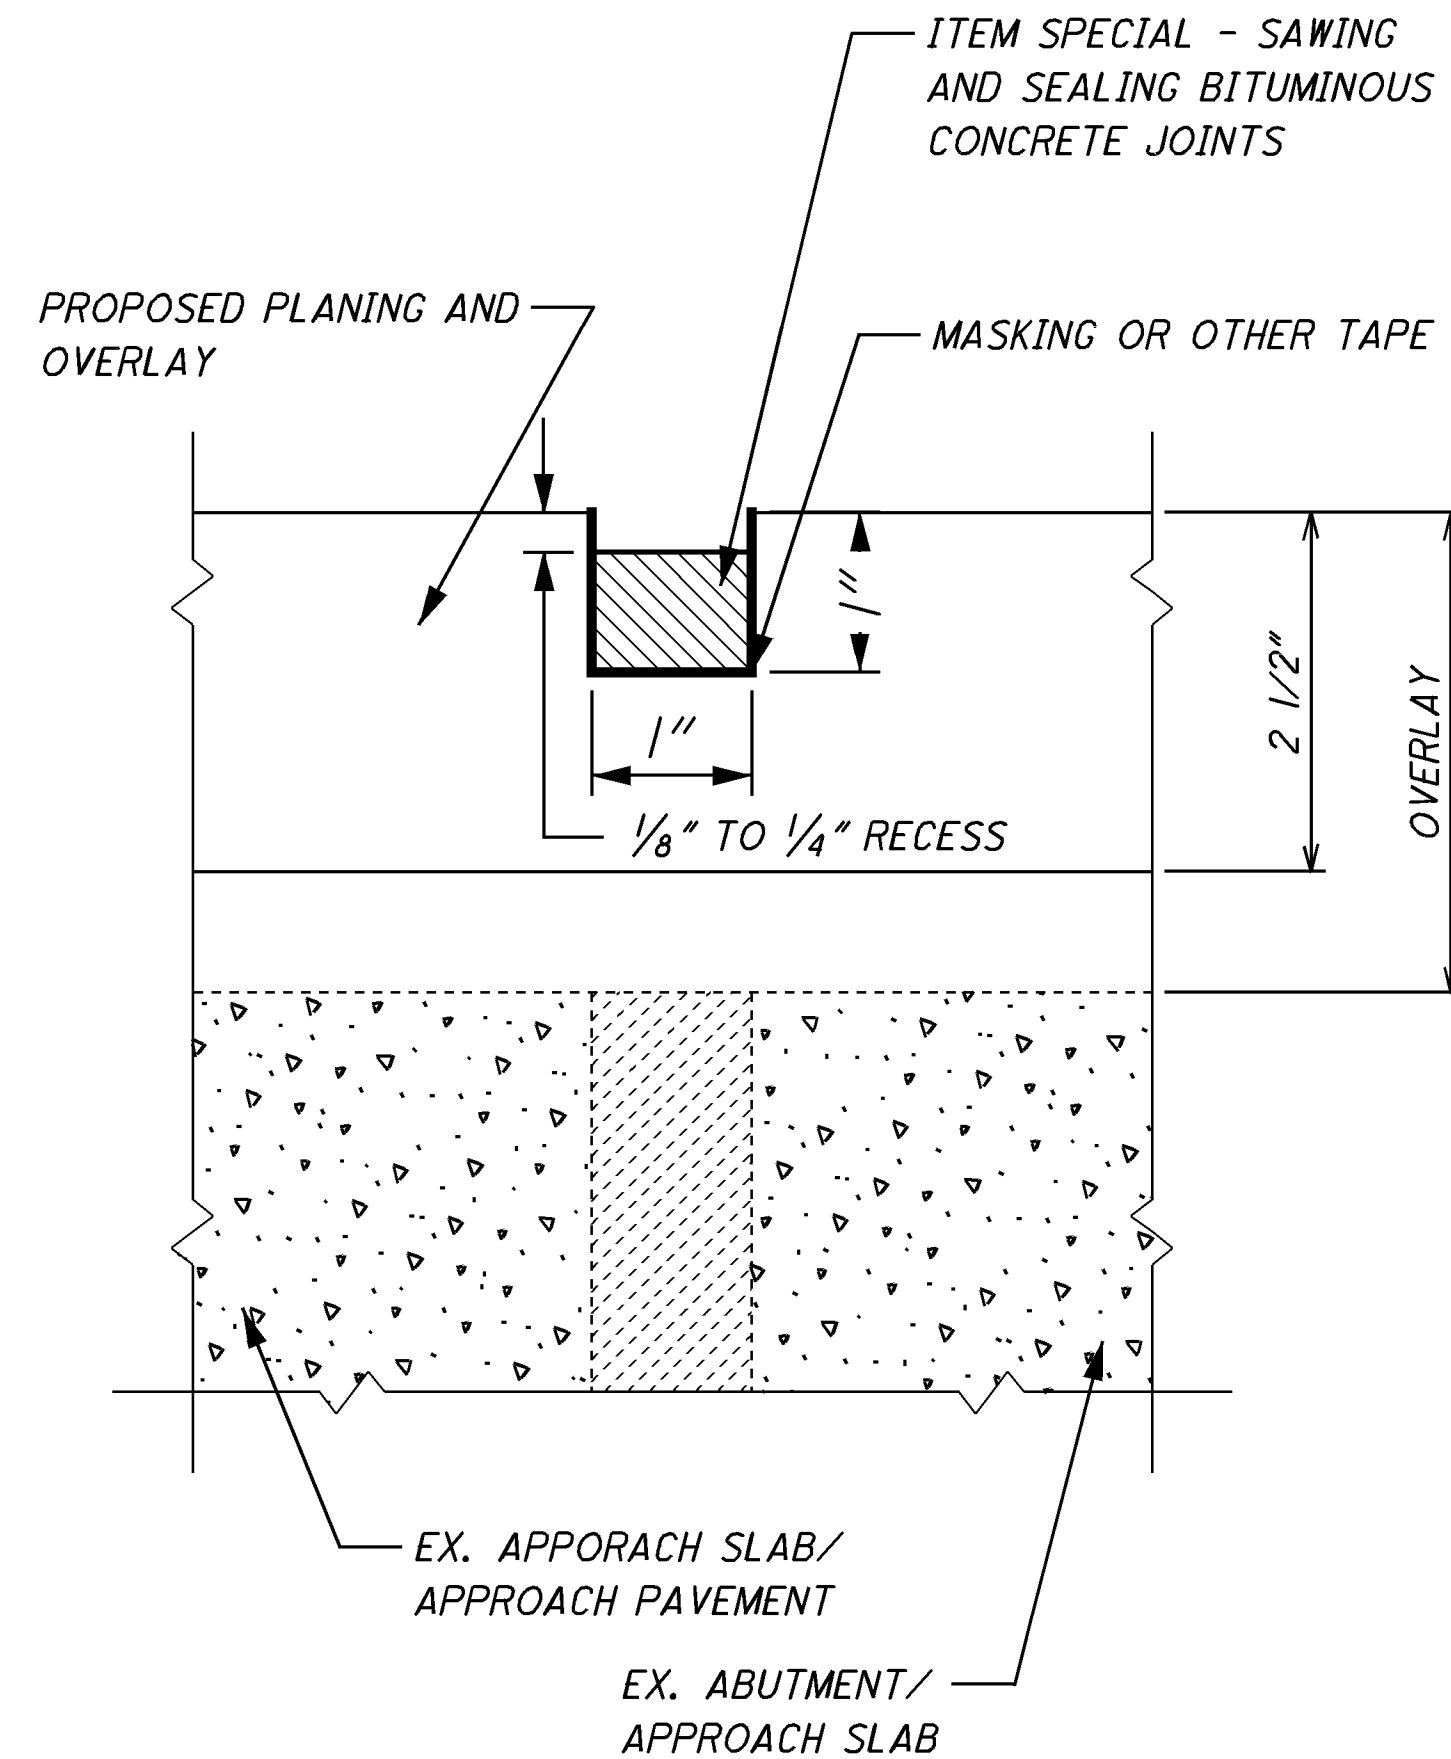 ITEM SPECIAL - SAWING
AND SEALING BITUMINOUS
CONCRETE JOINTS
PROPOSED PLANING AND
OVERLAY
MASKING OR OTHER TAPE
1"
2 1/2"
OVERLAY
1"
1/8" TO 1/4" RECESS
EX. APPORACH SLAB/
APPROACH PAVEMENT
EX. ABUTMENT/
APPROACH SLAB